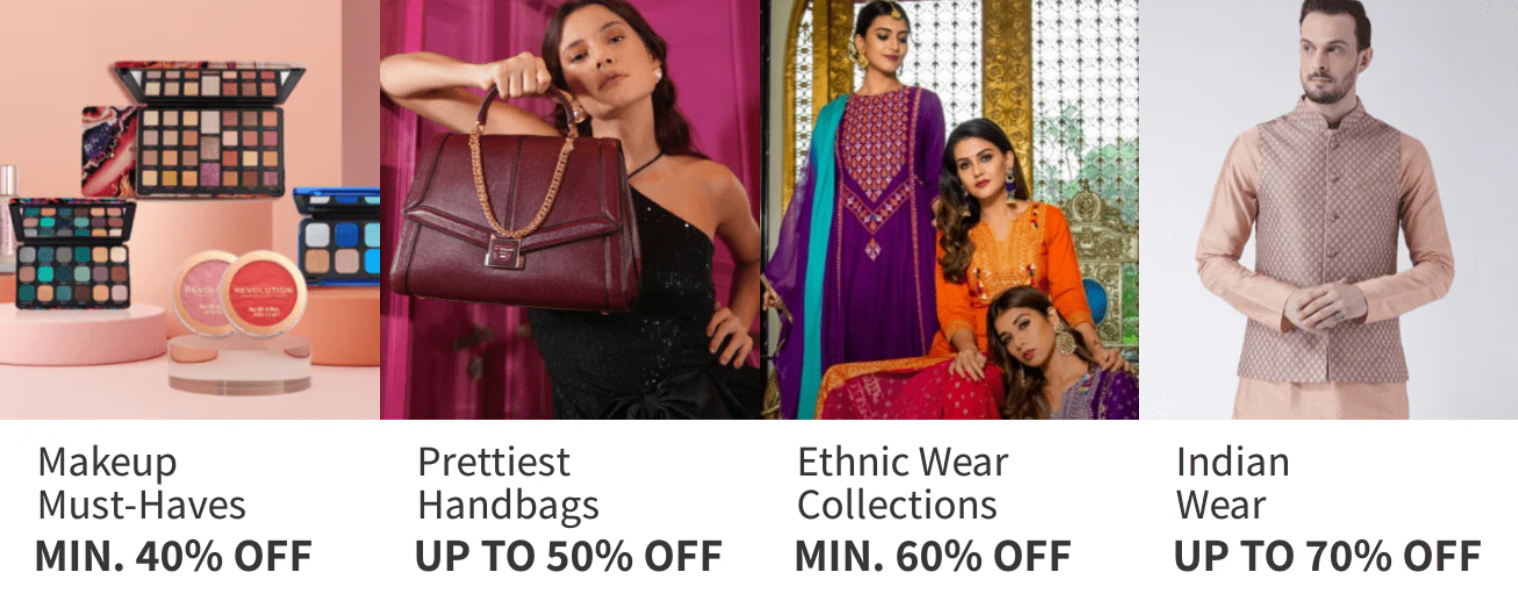 REVOLUTION
Makeup
Must-Haves
MIN. 40% OFF
Prettiest
Handbags
UP TO 50% OFF
Ethnic Wear
Collections
MIN. 60% OFF
Indian
Wear
UP TO 70% OFF